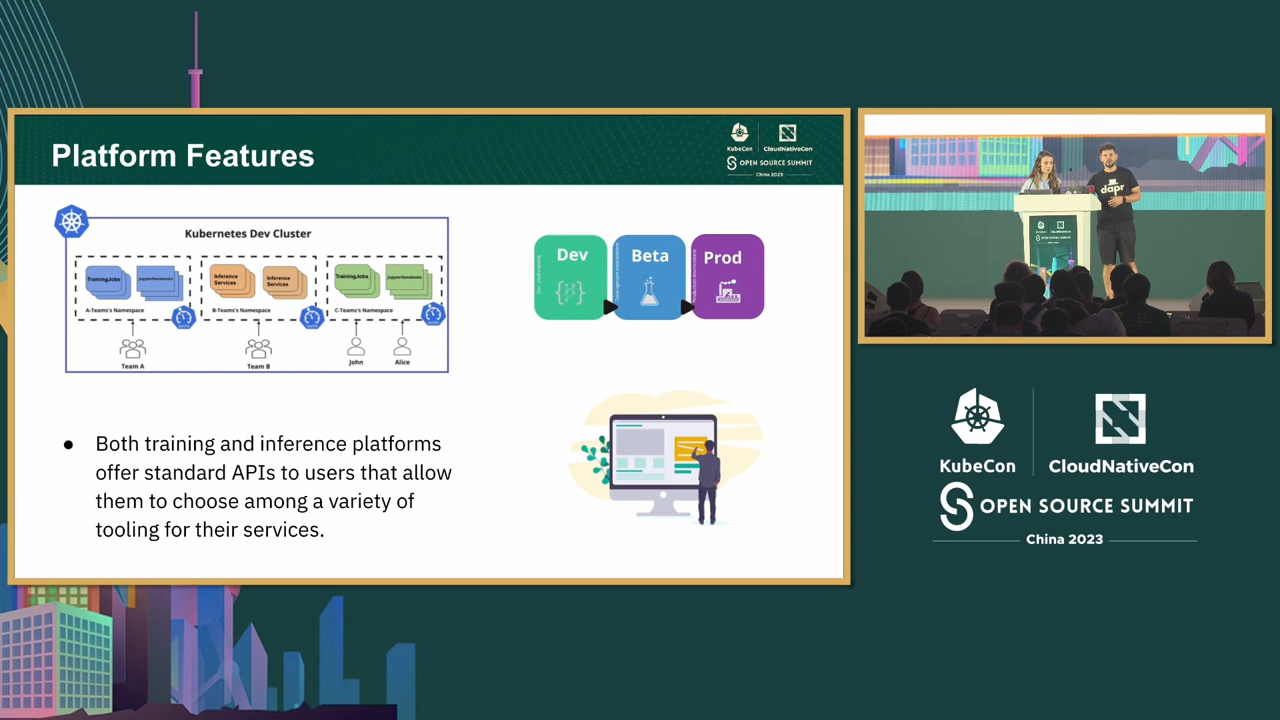 Platform Features
KubeCon
CloudNativeCon
OPEN SOURCE SUMMIT
China 2023
Kubernetes Dev Cluster
TrainingJobs
JupyterNotebooks
Inference
Services
Inference
Services
TrainingJobs
JupyterNotebooks
A-Teams's Namespace
B-Teams's Namespace
C-Teams's Namespace
Team A
Team B
John
Alice
Dev
Beta
Prod
● Both training and inference platforms
offer standard APIs to users that allow
them to choose among a variety of
tooling for their services.
dapr
KubeCon
CloudNativeCon
OPEN SOURCE SUMMIT
China 2023